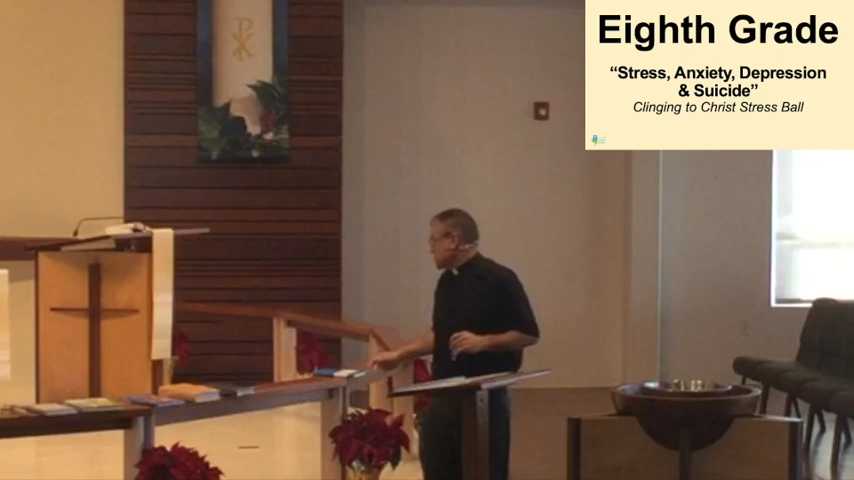 Eighth Grade
“Stress, Anxiety, Depression
& Suicide”
Clinging to Christ Stress Ball